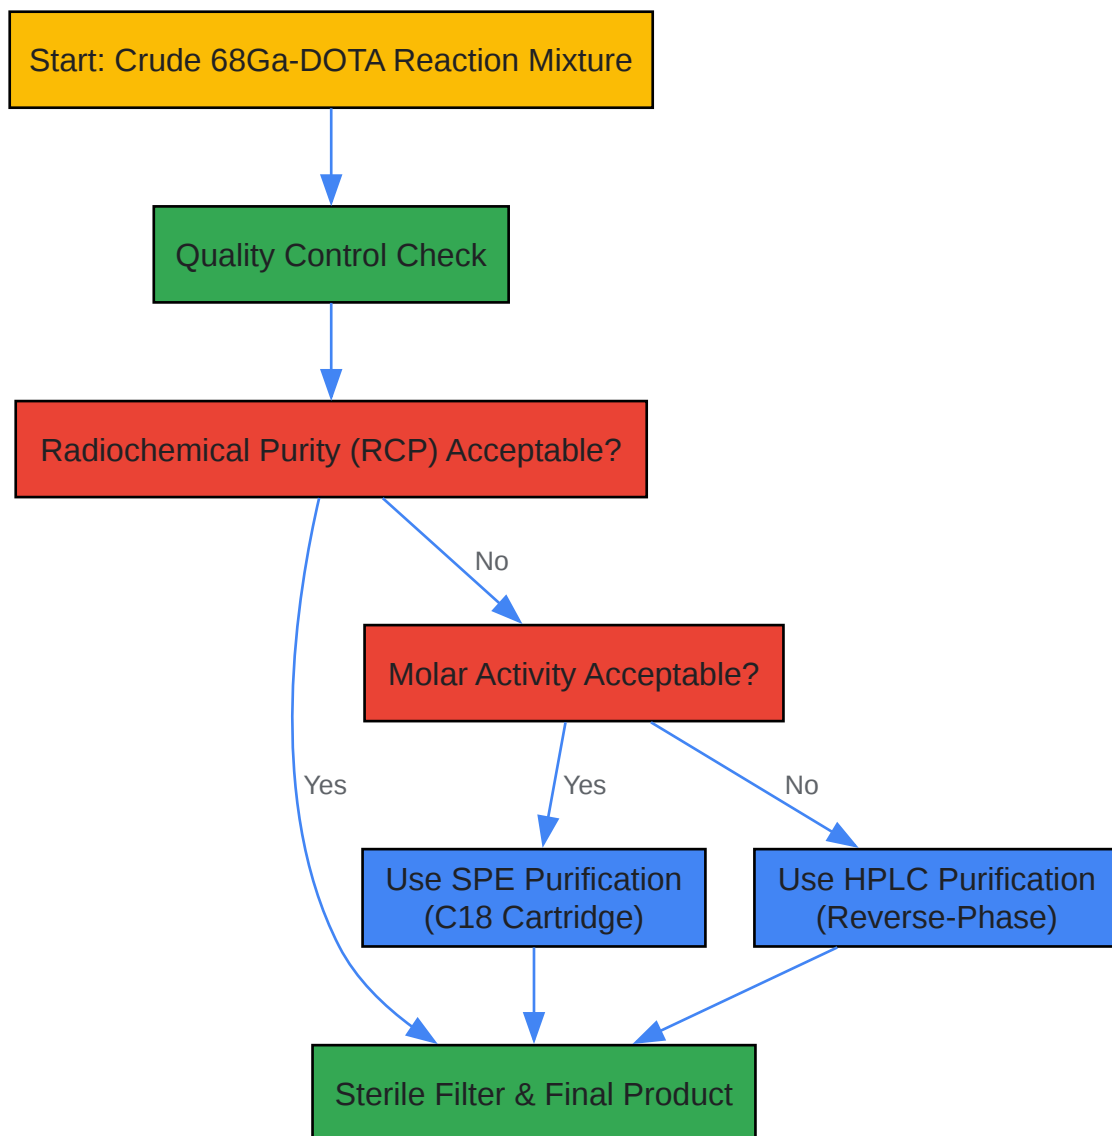 Start: Crude 68Ga-DOTA Reaction Mixture
Quality Control Check
Radiochemical Purity (RCP) Acceptable?
No
Molar Activity Acceptable?
Yes
Yes
No
Use SPE Purification
(C18 Cartridge)
Use HPLC Purification
(Reverse-Phase)
Sterile Filter & Final Product